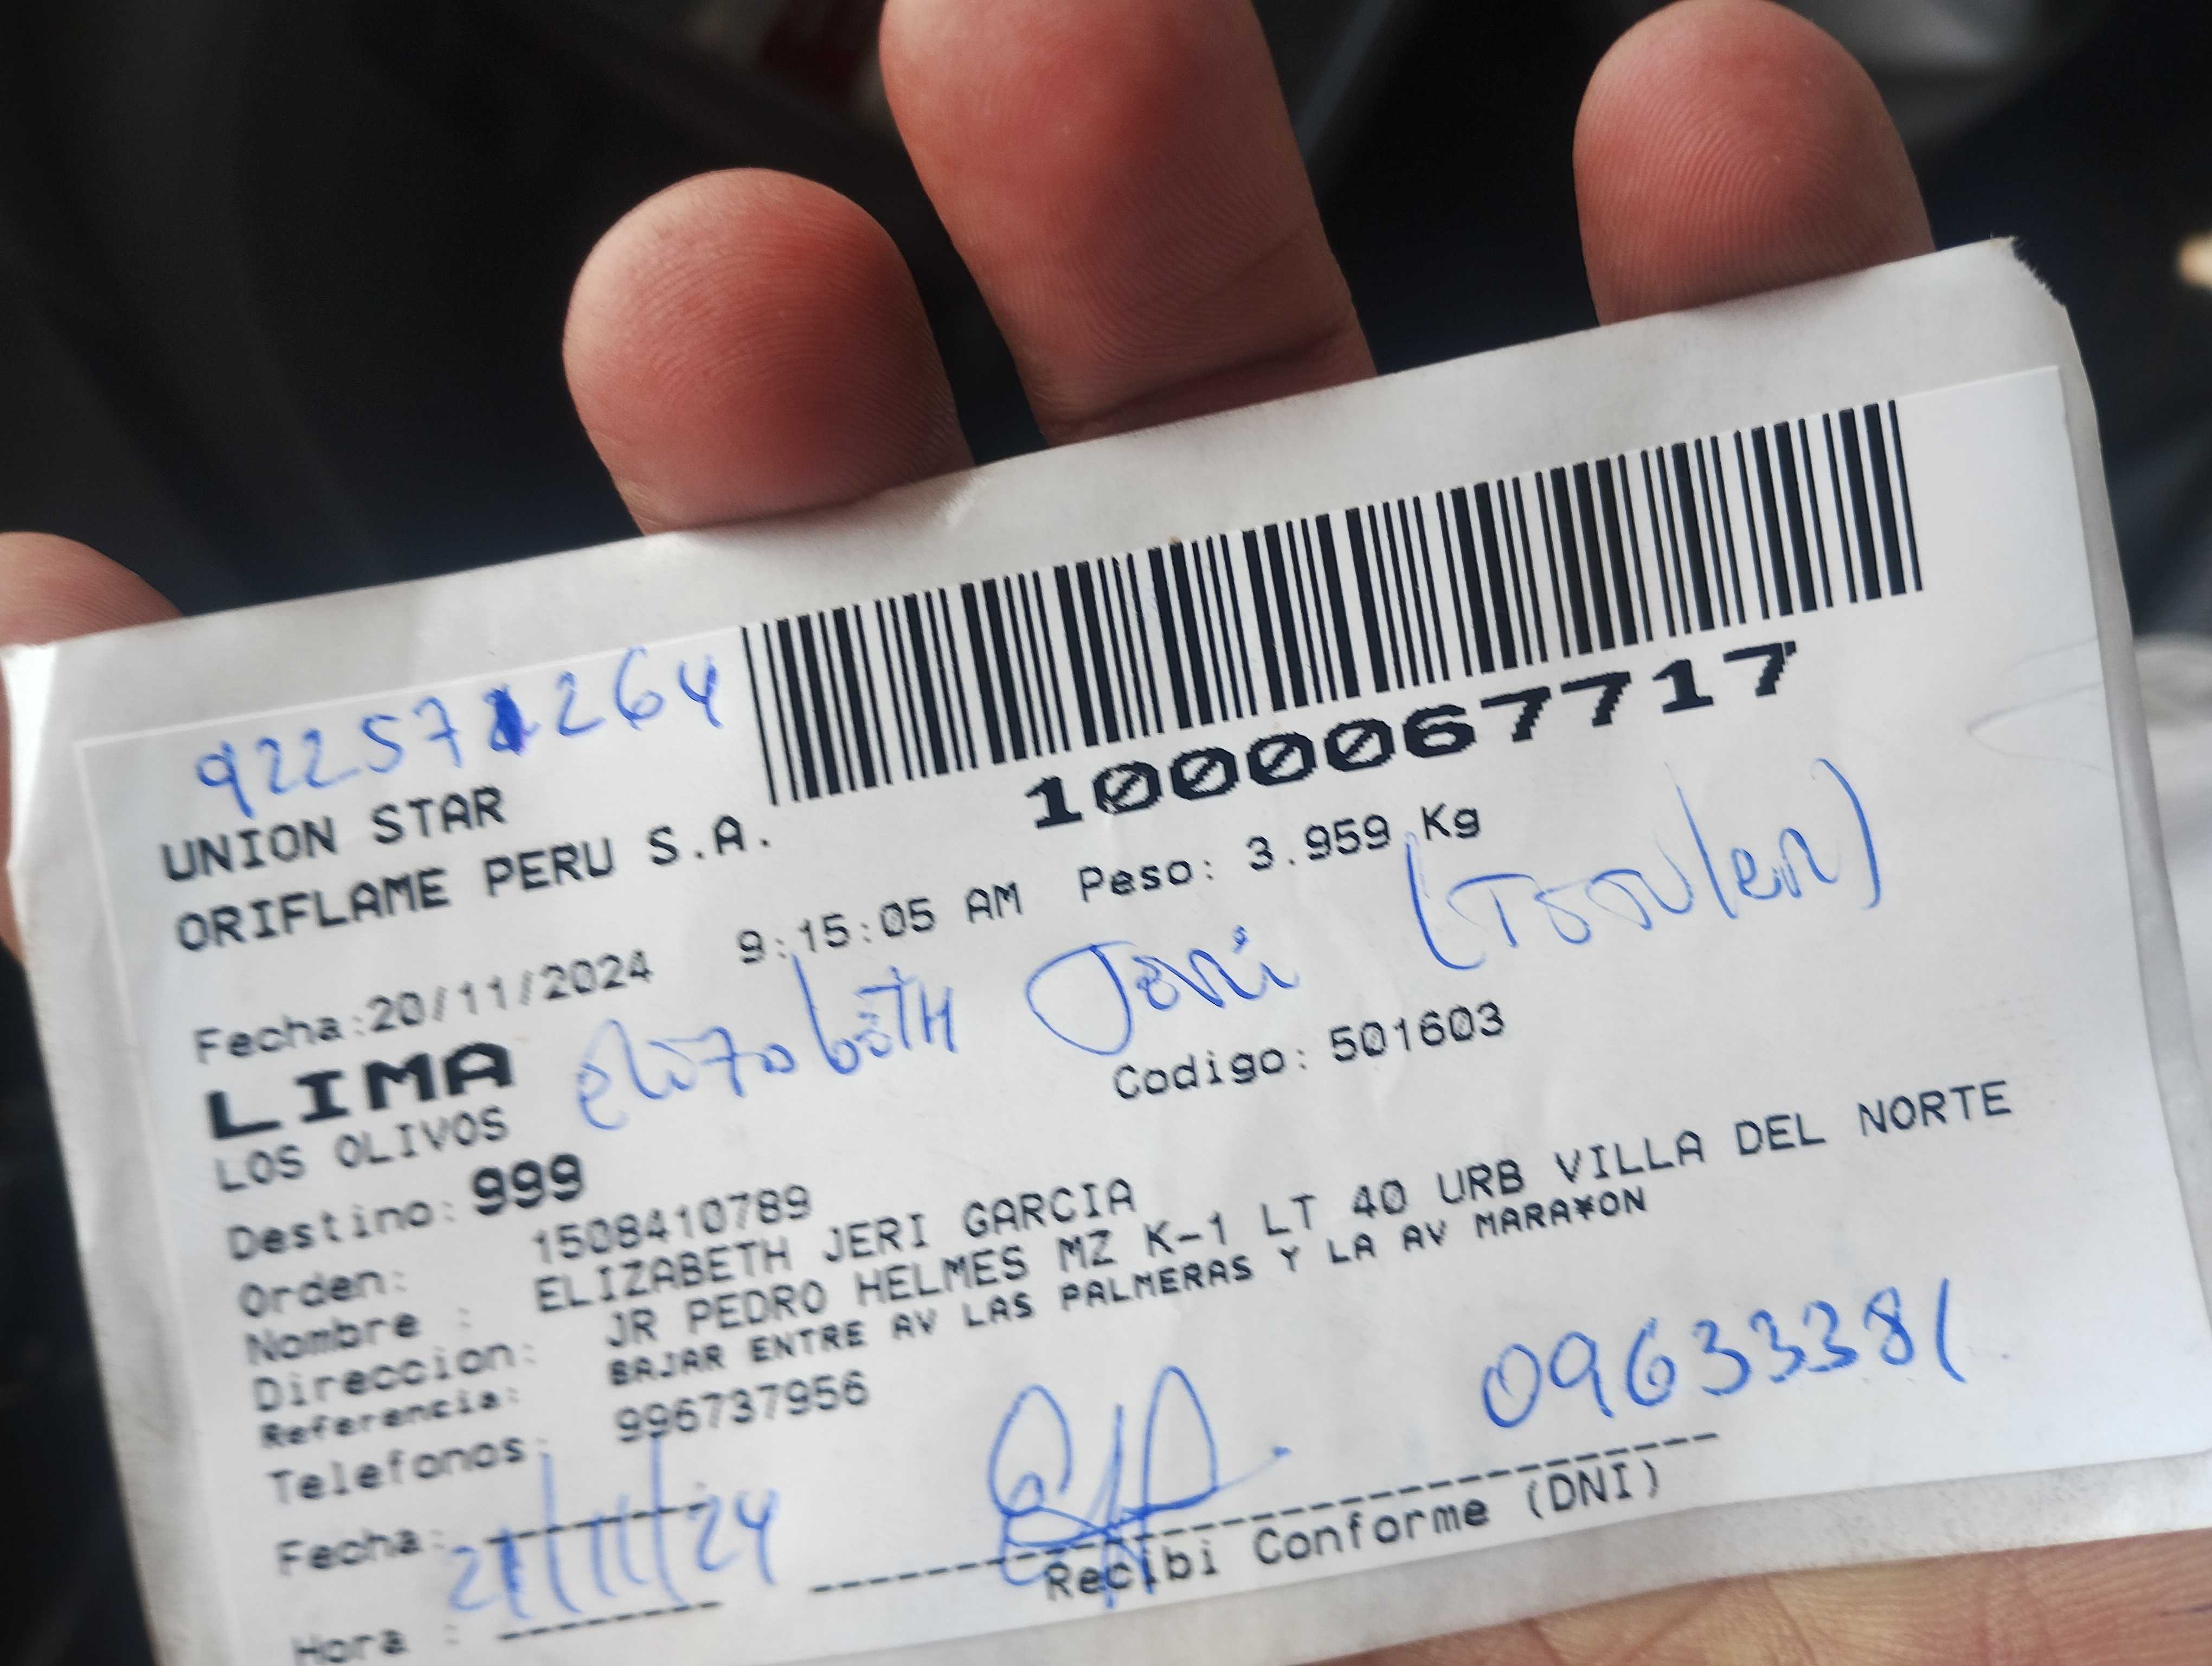 922571264
1000067717
UNION STAR
ORIFLAME PERU S.A.
Fecha:20/11/2024 9:15:05 AM Peso: 3.959 Kg
LIMA elizabeTH Jeri (TiTuler)
LOS OLIVOS Codigo: 501603
Destino: 999
Orden: 1508410789
Nombre : ELIZABETH JERI GARCIA
Direccion: JR PEDRO HELMES MZ K-1 LT 40 URB VILLA DEL NORTE
Referencia: BAJAR ENTRE AV LAS PALMERAS Y LA AV MARA¥ON
Telefonos: 996737956
09633381
Fecha: 21/11/24
Recibi Conforme (DNI)
Hora :